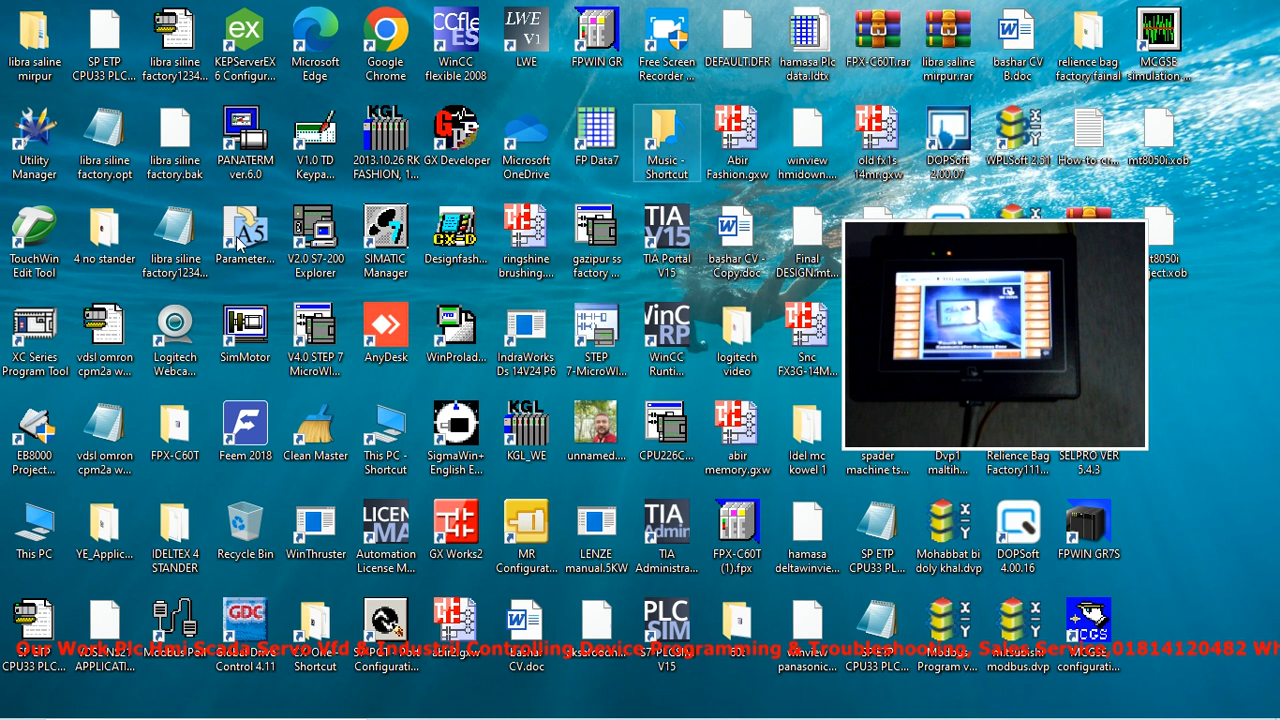 libra saline
mirpur
SP ETP
CPU33 PLC...
libra saline
factory1234...
KEPServerEX
6 Configur...
Microsoft
Edge
Google
Chrome
WinCC
flexible 2008
LWE
FPWIN GR
Free Screen
Recorder ...
DEFAULT.DFR
hamasa Plc
data.ldtx
FPX-C60T.rar
libra saline
mirpur.rar
bashar CV
B.doc
relience bag
factory fainal
MCGSE
simulation...
Utility
Manager
libra siline
factory.opt
libra siline
factory.bak
PANATERM
ver.6.0
V1.0 TD
Keypa...
2013.10.26 RK
FASHION, 1...
GX Developer
Microsoft
OneDrive
FP Data7
Music -
Shortcut
Abir
Fashion.gxw
winview
hmidown....
old fx1s
14mr.gxw
DOPSoft
2.00.07
WPLSoft 2.51
How-to-cr...
mt8050i.xob
TouchWin
Edit Tool
4 no stander
libra siline
factory1234...
Parameter...
V2.0 S7-200
Explorer
SIMATIC
Manager
Designfash...
ringshine
brushing....
gazipur ss
factory ...
TIA Portal
V15
bashar CV -
Copy.doc
Final
DESIGN.mt...
XC Series
Program Tool
vdsl omron
cpm2a w...
Logitech
Webca...
SimMotor
V4.0 STEP 7
MicroWI...
AnyDesk
WinProlad...
IndraWorks
Ds 14V24 P6
STEP
7-MicroWI...
WinCC
Runti...
logitech
video
Snc
FX3G-14M...
EB8000
Project...
vdsl omron
cpm2a w...
FPX-C60T
Feem 2018
Clean Master
This PC -
Shortcut
SigmaWin+
English E...
KGL_WE
unnamed....
CPU226C...
abir
memory.gxw
Idel mc
kowel 1
spader
machine ts...
Dvp1
maltih...
Relience Bag
Factory111...
SELPRO VER
5.4.3
This PC
YE_Applic...
IDELTEX 4
STANDER
Recycle Bin
WinThruster
Automation
License M...
GX Works2
MR
Configurat...
LENZE
manual.5KW
TIA
Administra...
FPX-C60T
(1).fpx
hamasa
deltawinvie...
SP ETP
CPU33 PL...
Mohabbat bi
doly khal.dvp
DOPSoft
4.00.16
FPWIN GR7S
Our Work Plc Hmi Scada Servo Vfd & Industril Controlling Device Programming & Troubleshooting, Sales Service,01814120482 Wh
CPU33 PLC...
APPLICATI...
Control 4.11
Shortcut
Configurati...
CV.doc
V15
panasonic...
CPU33 PL...
Program v...
modbus.dvp
configurati...